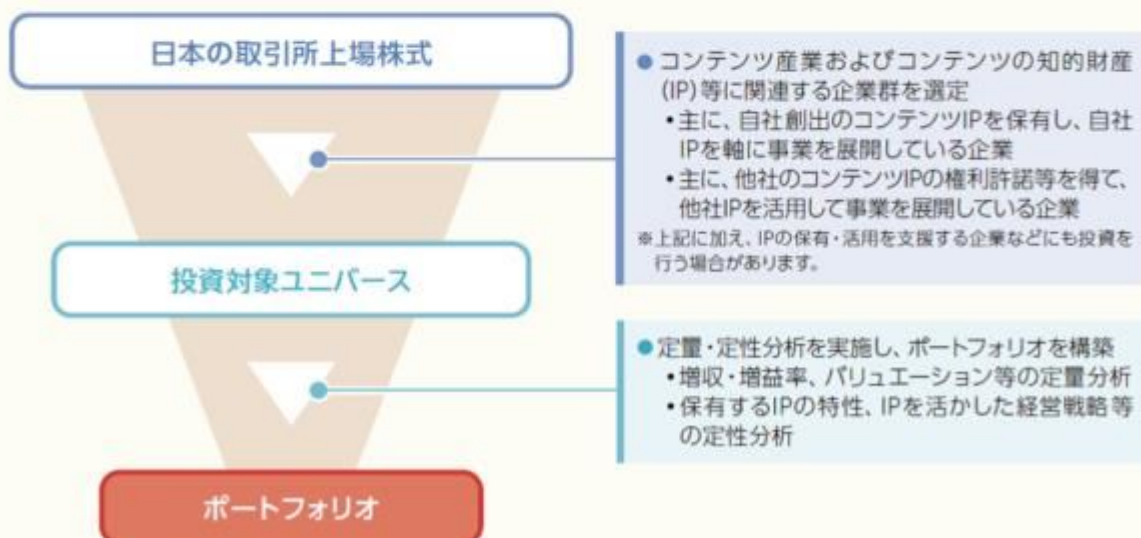 日本の取引所上場株式
●コンテンツ産業およびコンテンツの知的財産
(IP)等に関連する企業群を選定
•主に、自社創出のコンテンツIPを保有し、自社
IPを軸に事業を展開している企業
•主に、他社のコンテンツIPの権利許諾等を得て、
他社IPを活用して事業を展開している企業
※上記に加え、IPの保有・活用を支援する企業などにも投資を
行う場合があります。
投資対象ユニバース
●定量・定性分析を実施し、ポートフォリオを構築
•増収・増益率、バリュエーション等の定量分析
•保有するIPの特性、IPを活かした経営戦略等
の定性分析
ポートフォリオ